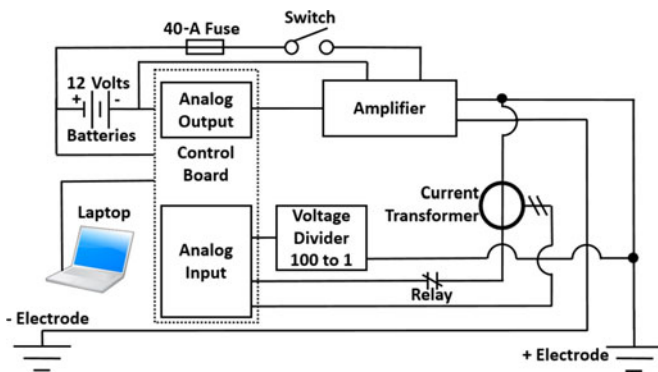 40-A Fuse
Switch
12 Volts
+ -
Batteries
Analog
Output
Amplifier
Control
Board
Laptop
Current
Transformer
Voltage
Divider
100 to 1
Analog
Input
Relay
- Electrode
+ Electrode